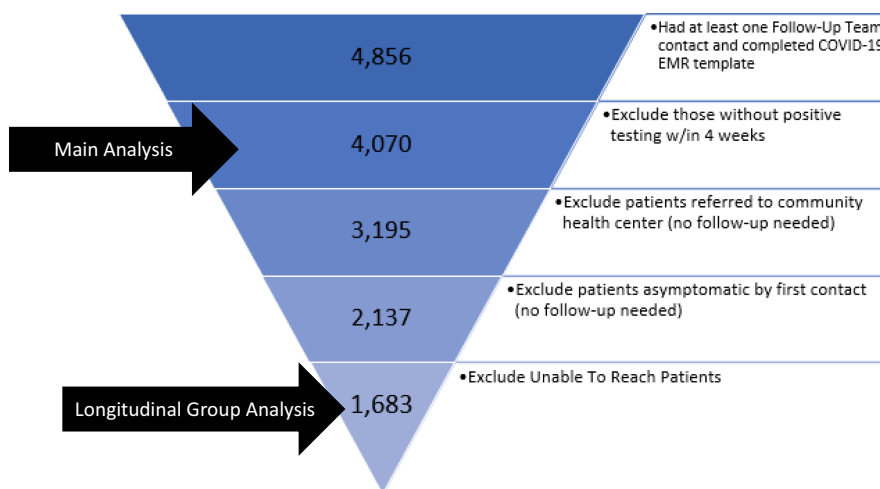 4,856
•Had at least one Follow-Up Team
contact and completed COVID-19
EMR template
Main Analysis
4,070
•Exclude those without positive
testing w/in 4 weeks
3,195
•Exclude patients referred to community
health center (no follow-up needed)
2,137
•Exclude patients asymptomatic by first contact
(no follow-up needed)
Longitudinal Group Analysis
1,683
•Exclude Unable To Reach Patients